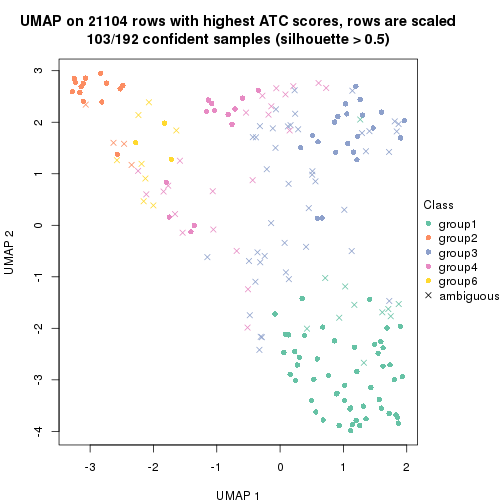 UMAP on 21104 rows with highest ATC scores, rows are scaled
103/192 confident samples (silhouette > 0.5)
3
2
1
0
-1
-2
-3
-4
UMAP 2
-3
-2
-1
0
1
2
UMAP 1
Class
group1
group2
group3
group4
group6
ambiguous